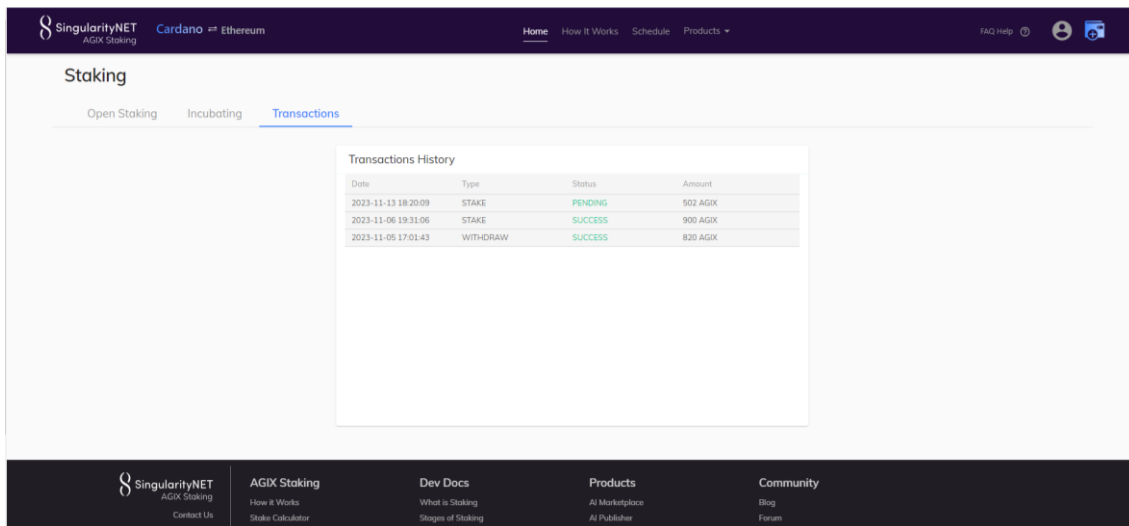 SingularityNET
AGIX Staking
Cardano ⇌ Ethereum
Home How It Works Schedule Products
FAQ Help
Staking
Open Staking Incubating Transactions
Transactions History
Date Type Status Amount
2023-11-13 18:20:09 STAKE PENDING 502 AGIX
2023-11-06 19:31:06 STAKE SUCCESS 900 AGIX
2023-11-05 17:01:43 WITHDRAW SUCCESS 820 AGIX
SingularityNET
AGIX Staking
Contact Us
AGIX Staking
How it Works
Stake Calculator
Dev Docs
What is Staking
Stages of Staking
Products
AI Marketplace
AI Publisher
Community
Blog
Forum